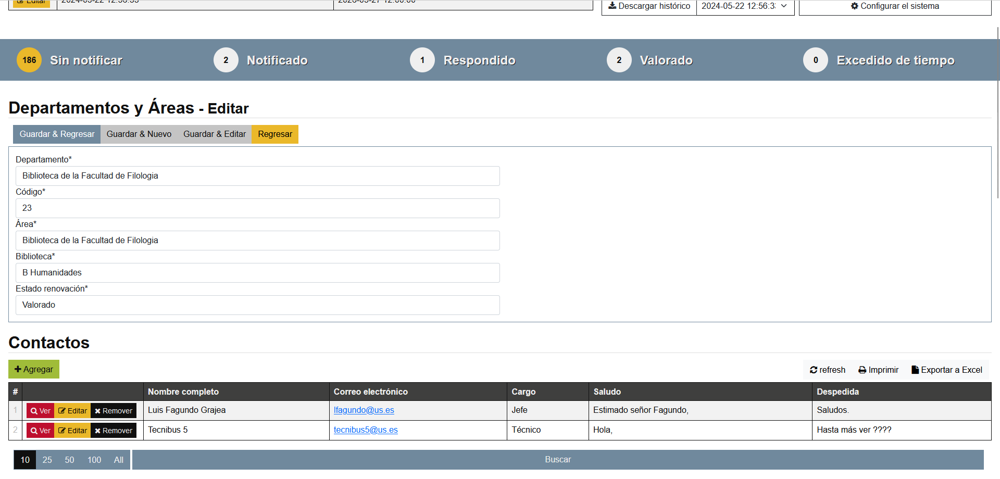 Editar
Descargar histórico 2024-05-22 12:56:3 Configurar el sistema
186 Sin notificar 2 Notificado 1 Respondido 2 Valorado 0 Excedido de tiempo
Departamentos y Áreas - Editar
Guardar & Regresar Guardar & Nuevo Guardar & Editar Regresar
Departamento*
Biblioteca de la Facultad de Filologia
Código*
23
Área*
Biblioteca de la Facultad de Filologia
Biblioteca*
B Humanidades
Estado renovación*
Valorado
Contactos
Agregar refresh Imprimir Exportar a Excel
# Nombre completo Correo electrónico Cargo Saludo Despedida
1 Ver Editar Remover Luis Fagundo Grajea lfagundo@us.es Jefe Estimado señor Fagundo, Saludos.
2 Ver Editar Remover Tecnibus 5 tecnibus5@us.es Técnico Hola, Hasta más ver ????
10 25 50 100 All Buscar